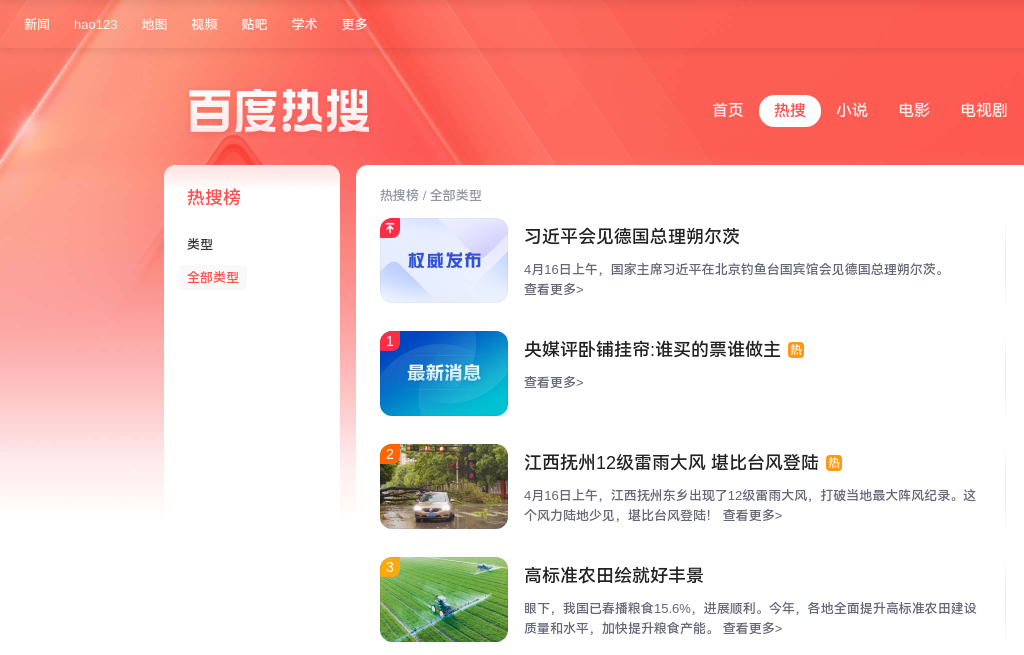 新闻 hao123 地图 视频 贴吧 学术 更多
百度热搜
首页 热搜 小说 电影 电视剧
热搜榜
类型
全部类型
热搜榜 / 全部类型
权威发布
习近平会见德国总理朔尔茨
4月16日上午，国家主席习近平在北京钓鱼台国宾馆会见德国总理朔尔茨。
查看更多>
1
最新消息
央媒评卧铺挂帘:谁买的票谁做主 热
查看更多>
2
江西抚州12级雷雨大风 堪比台风登陆 热
4月16日上午，江西抚州东乡出现了12级雷雨大风，打破当地最大阵风纪录。这
个风力陆地少见，堪比台风登陆！ 查看更多>
3
高标准农田绘就好丰景
眼下，我国已春播粮食15.6%，进展顺利。今年，各地全面提升高标准农田建设
质量和水平，加快提升粮食产能。 查看更多>